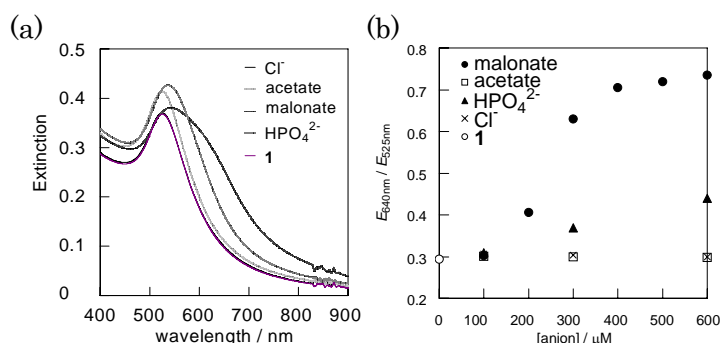 (a)
0.5
0.4
0.3
0.2
0.1
0
Extinction
Cl⁻
acetate
malonate
HPO₄²⁻
1
400 500 600 700 800 900
wavelength / nm
(b)
0.8
0.7
0.6
0.5
0.4
0.3
0.2
E₆₄₀nm / E₅₂₅nm
malonate
acetate
HPO₄²⁻
Cl⁻
1
0 100 200 300 400 500 600
[anion] / μM